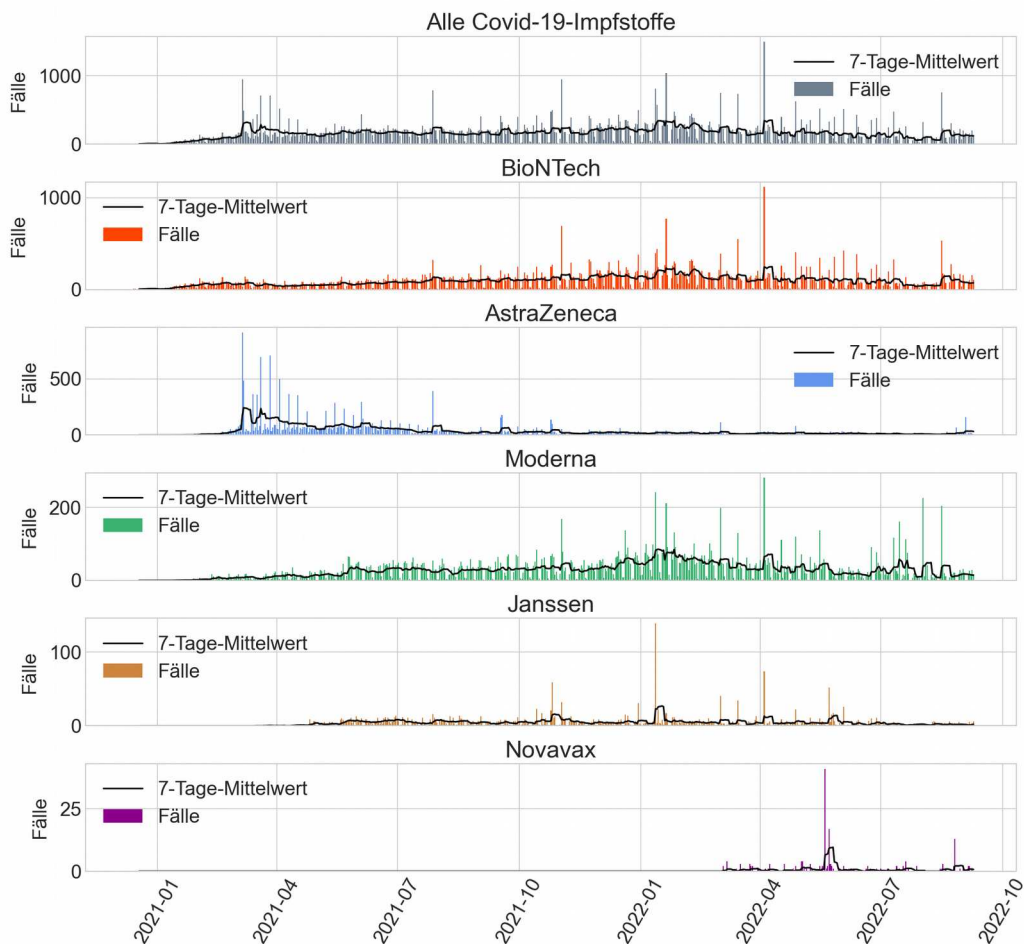 Alle Covid-19-Impfstoffe
Fälle
1000
0
7-Tage-Mittelwert
Fälle
BioNTech
Fälle
1000
0
7-Tage-Mittelwert
Fälle
AstraZeneca
Fälle
500
0
7-Tage-Mittelwert
Fälle
Moderna
Fälle
200
0
7-Tage-Mittelwert
Fälle
Janssen
Fälle
100
0
7-Tage-Mittelwert
Fälle
Novavax
Fälle
25
0
7-Tage-Mittelwert
Fälle
2021-01
2021-04
2021-07
2021-10
2022-01
2022-04
2022-07
2022-10